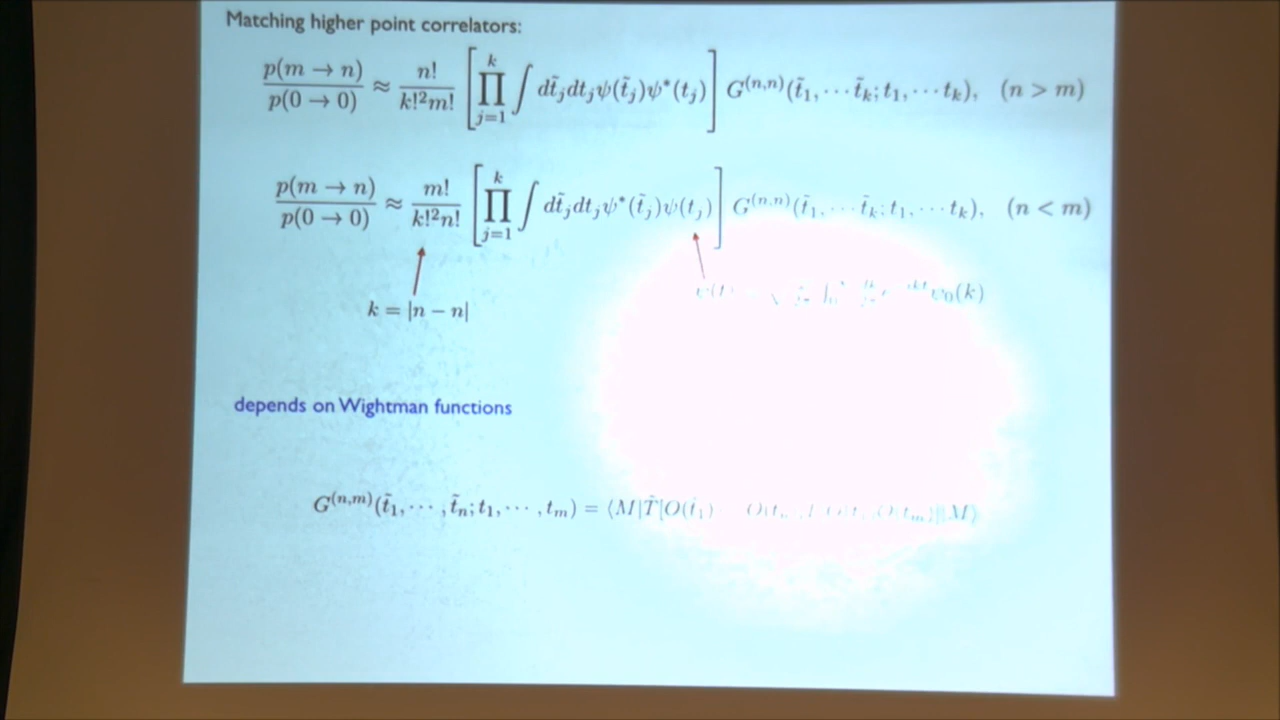 Matching higher point correlators:
p(m → n) / p(0 → 0) ≈ n! / k!²m! [∏_{j=1}^{k} ∫ dt̃_j dt_j ψ(t̃_j)ψ*(t_j)] G^{(n,n)}(t̃_1, ⋯ t̃_k; t_1, ⋯ t_k), (n > m)
p(m → n) / p(0 → 0) ≈ m! / k!²n! [∏_{j=1}^{k} ∫ dt̃_j dt_j ψ*(t̃_j)ψ(t_j)] G^{(n,n)}(t̃_1, ⋯ t̃_k; t_1, ⋯ t_k), (n < m)
k = |n − n|
depends on Wightman functions
G^{(n,m)}(t̃_1, ⋯ , t̃_n; t_1, ⋯ , t_m) = ⟨M|T̃[O(t̃_1)